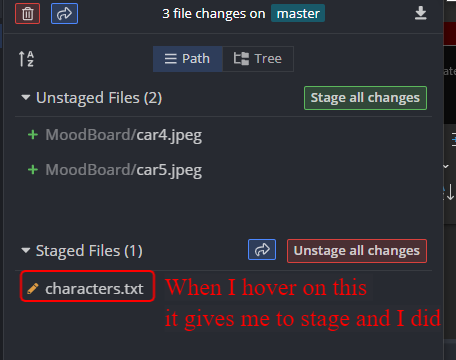 3 file changes on master
Path Tree
Unstaged Files (2) Stage all changes
MoodBoard/car4.jpeg
MoodBoard/car5.jpeg
Staged Files (1) Unstage all changes
characters.txt When I hover on this
it gives me to stage and I did